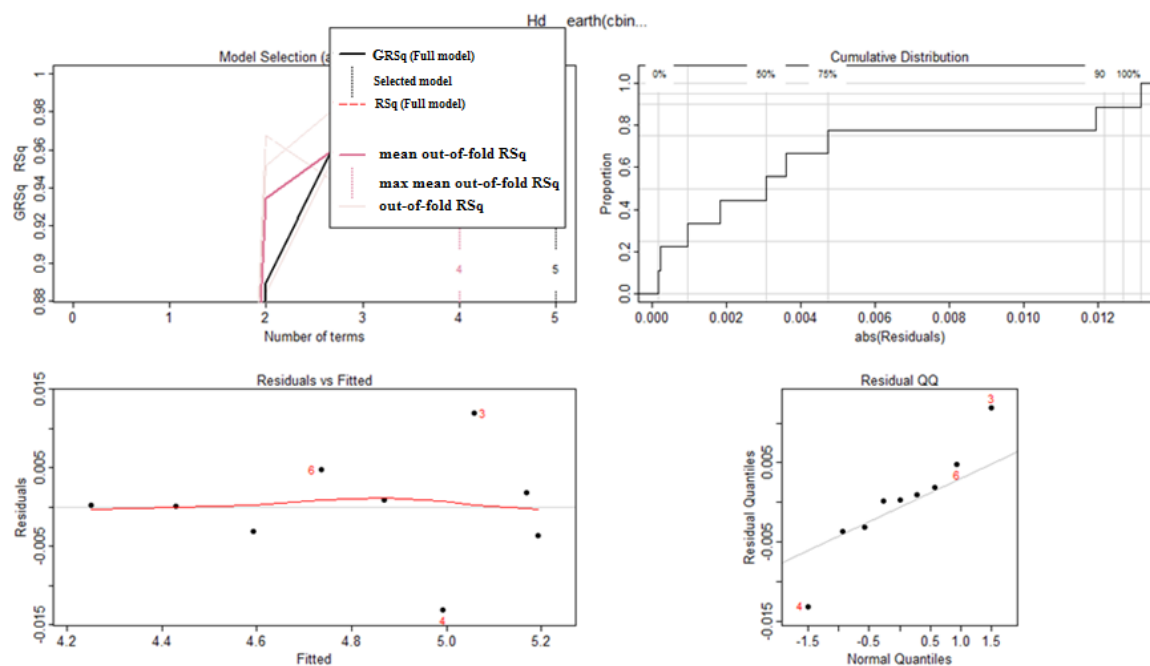 Hd earth(cbin...
Model Selection (a
GRSq (Full model)
Selected model
RSq (Full model)
mean out-of-fold RSq
max mean out-of-fold RSq
out-of-fold RSq
GRSq RSq
1
0.98
0.96
0.94
0.92
0.9
0.88
4
5
0 1 2 3 4 5
Number of terms
Cumulative Distribution
0% 50% 75% 90 100%
Proportion
1.0
0.8
0.6
0.4
0.2
0.0
0.000 0.002 0.004 0.006 0.008 0.010 0.012
abs(Residuals)
Residuals vs Fitted
Residuals
0.015
0.005
-0.005
-0.015
3
6
4
4.2 4.4 4.6 4.8 5.0 5.2
Fitted
Residual QQ
Residual Quantiles
0.005
-0.005
-0.015
3
6
4
-1.5 -0.5 0.5 1.0 1.5
Normal Quantiles